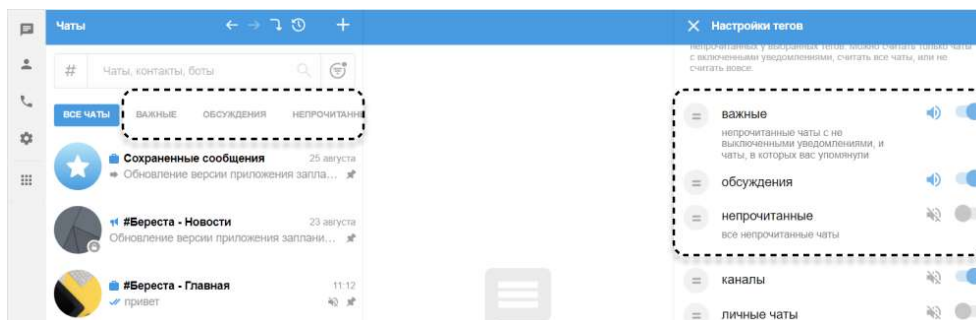 Чаты
#
Чаты, контакты, боты
ВСЕ ЧАТЫ ВАЖНЫЕ ОБСУЖДЕНИЯ НЕПРОЧИТАНН
Сохраненные сообщения 25 августа
Обновление версии приложения запла...
#Береста - Новости 23 августа
Обновление версии приложения заплани...
#Береста - Главная 11:12
привет
Настройки тегов
непрочитанных у выбранных тегов. Можно считать только чаты
с включенными уведомлениями, считать все чаты, или не
считать вовсе.
важные
непрочитанные чаты с не
выключенными уведомлениями, и
чаты, в которых вас упомянули
обсуждения
непрочитанные
все непрочитанные чаты
каналы
личные чаты